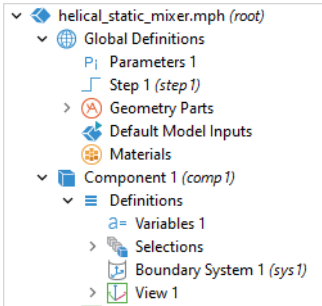 helical_static_mixer.mph (root)
Global Definitions
Pi Parameters 1
Step 1 (step1)
Geometry Parts
Default Model Inputs
Materials
Component 1 (comp1)
Definitions
a= Variables 1
Selections
Boundary System 1 (sys1)
View 1